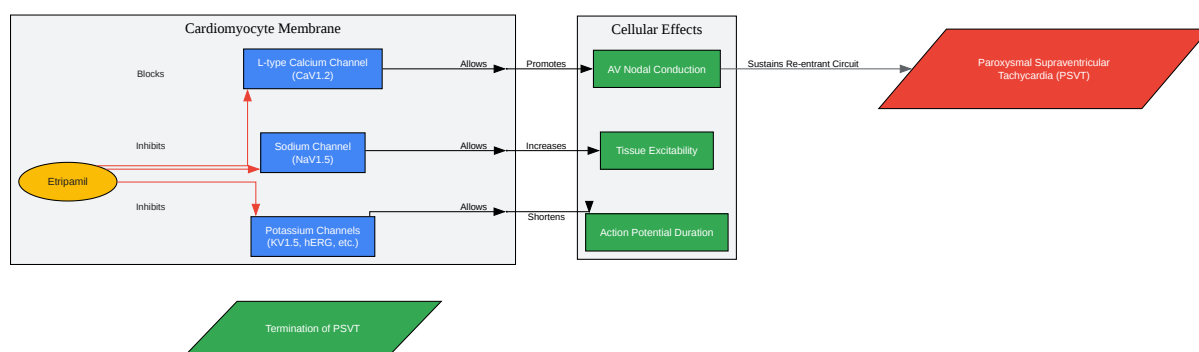 Cardiomyocyte Membrane
Cellular Effects
Blocks
L-type Calcium Channel
(CaV1.2)
Allows
Promotes
AV Nodal Conduction
Sustains Re-entrant Circuit
Paroxysmal Supraventricular
Tachycardia (PSVT)
Inhibits
Sodium Channel
(NaV1.5)
Allows
Increases
Tissue Excitability
Etripamil
Inhibits
Potassium Channels
(KV1.5, hERG, etc.)
Allows
Shortens
Action Potential Duration
Termination of PSVT